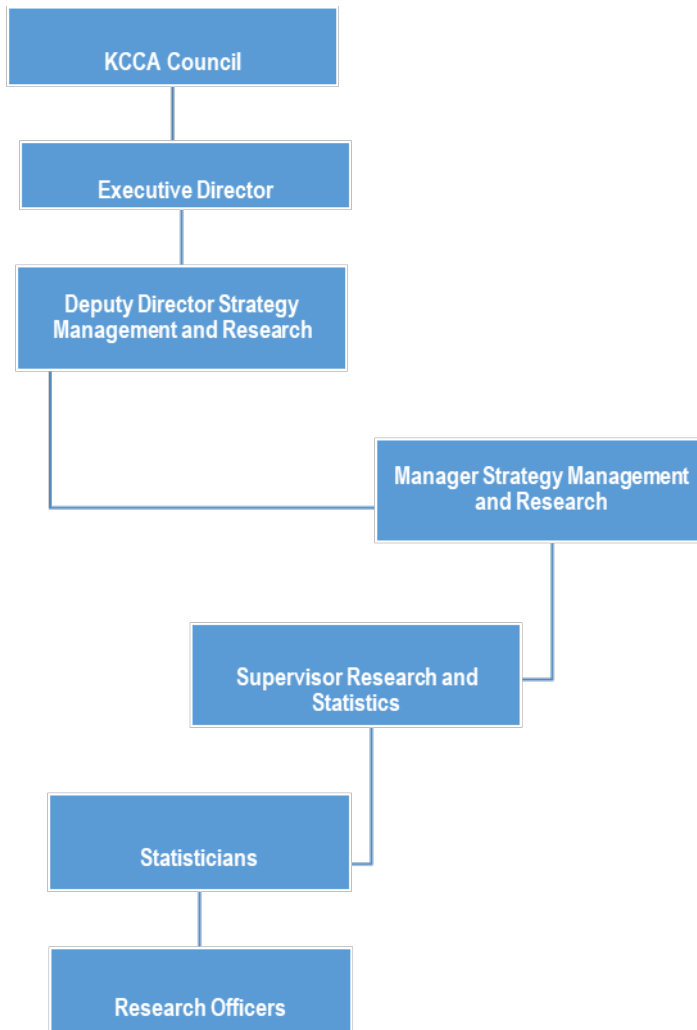 KCCA Council
Executive Director
Deputy Director Strategy
Management and Research
Manager Strategy Management
and Research
Supervisor Research and
Statistics
Statisticians
Research Officers